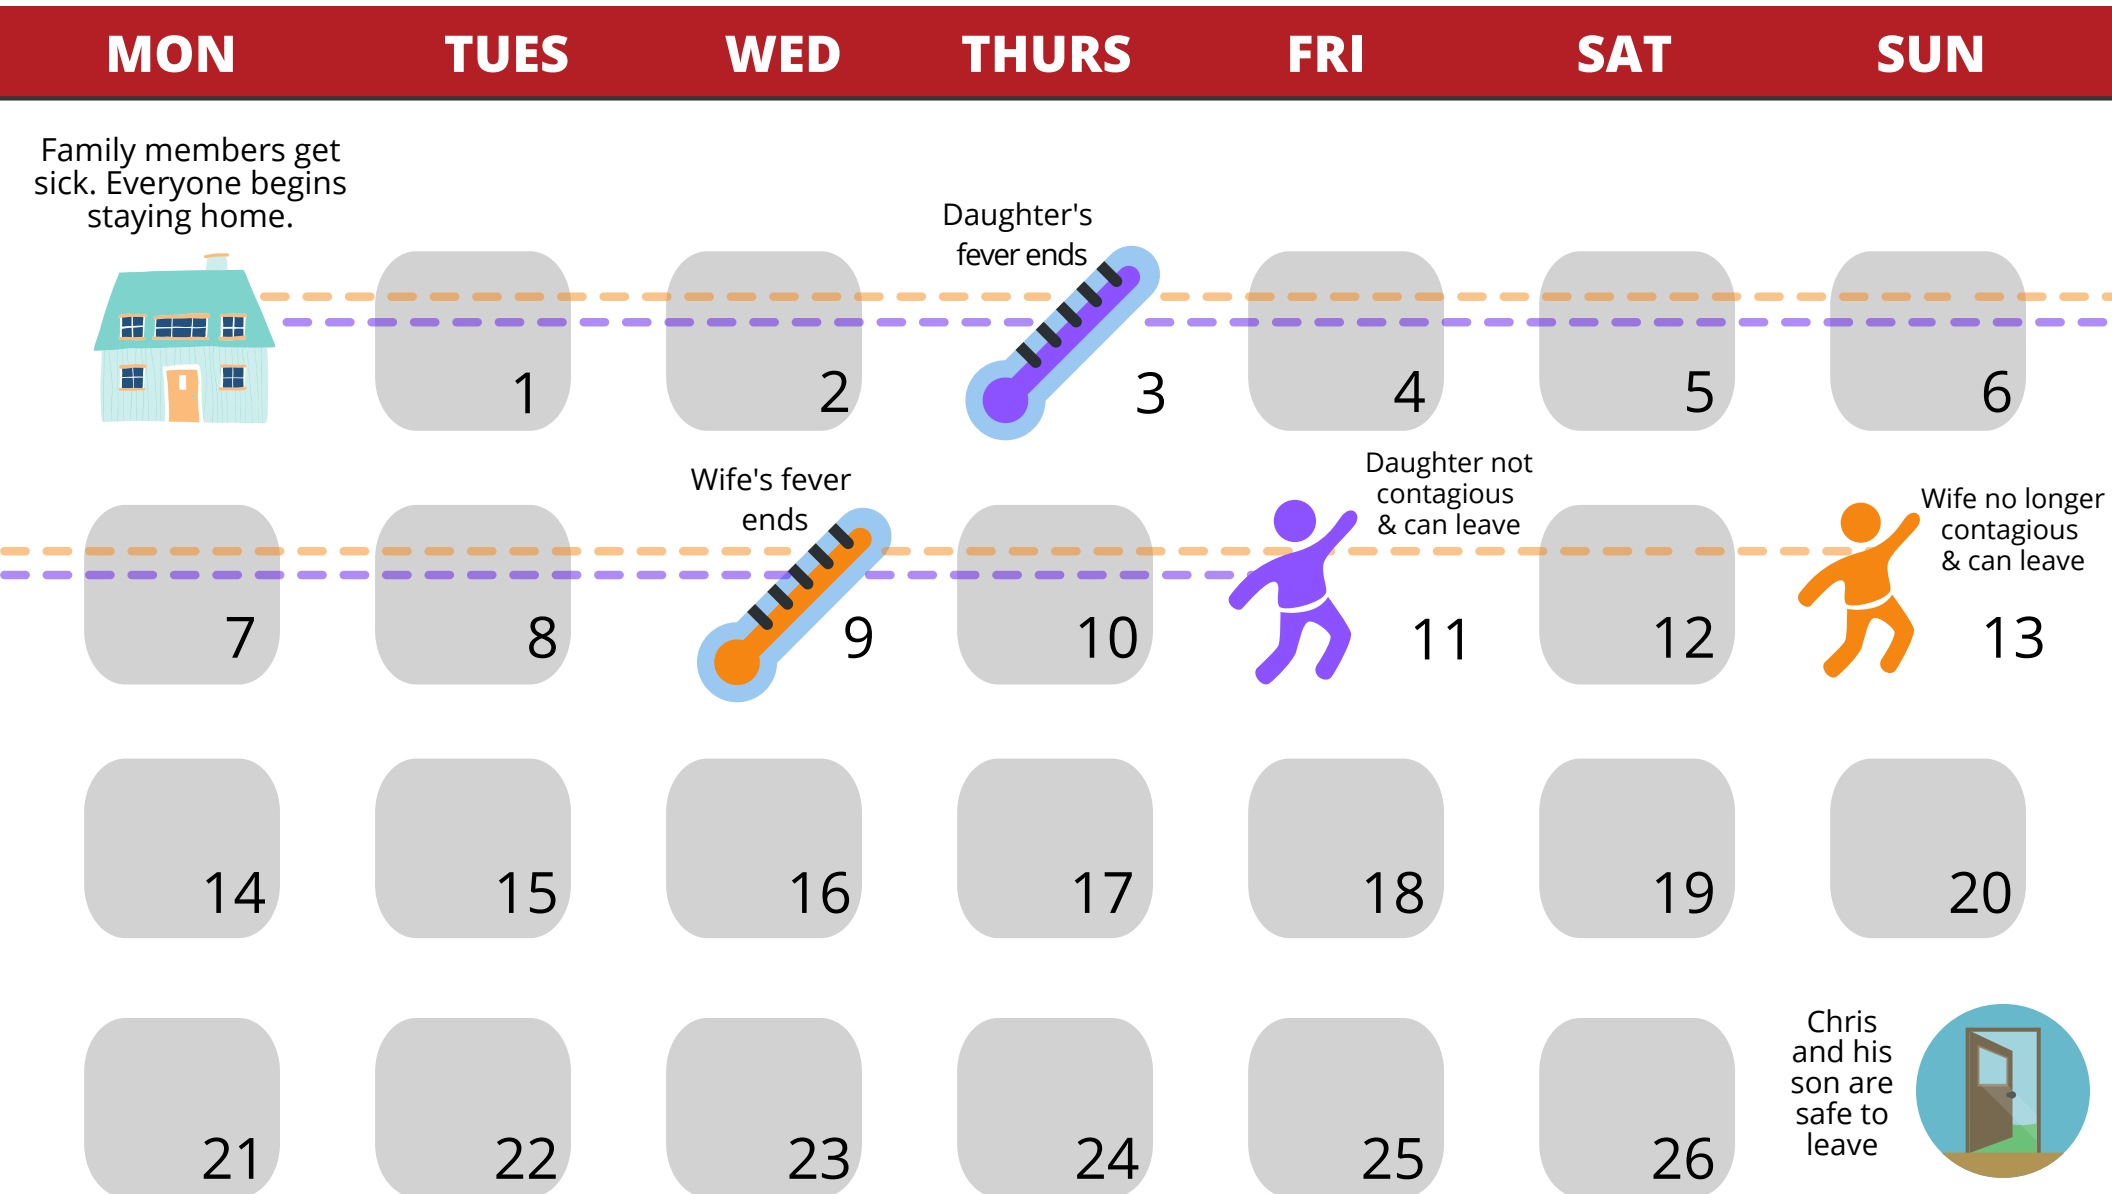 MON TUES WED THURS FRI SAT SUN
Family members get
sick. Everyone begins
staying home.
Daughter's
fever ends
1 2 3 4 5 6
Wife's fever
ends
Daughter not
contagious
& can leave
Wife no longer
contagious
& can leave
7 8 9 10 11 12 13
14 15 16 17 18 19 20
Chris
and his
son are
safe to
leave
21 22 23 24 25 26